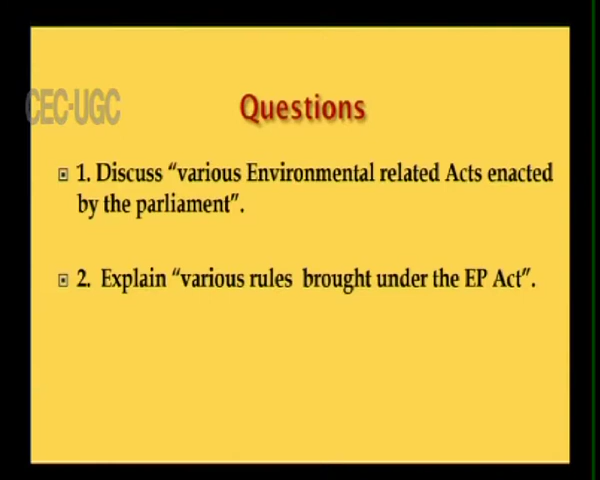 CEC-UGC
Questions
1. Discuss “various Environmental related Acts enacted
by the parliament”.
2. Explain “various rules brought under the EP Act”.